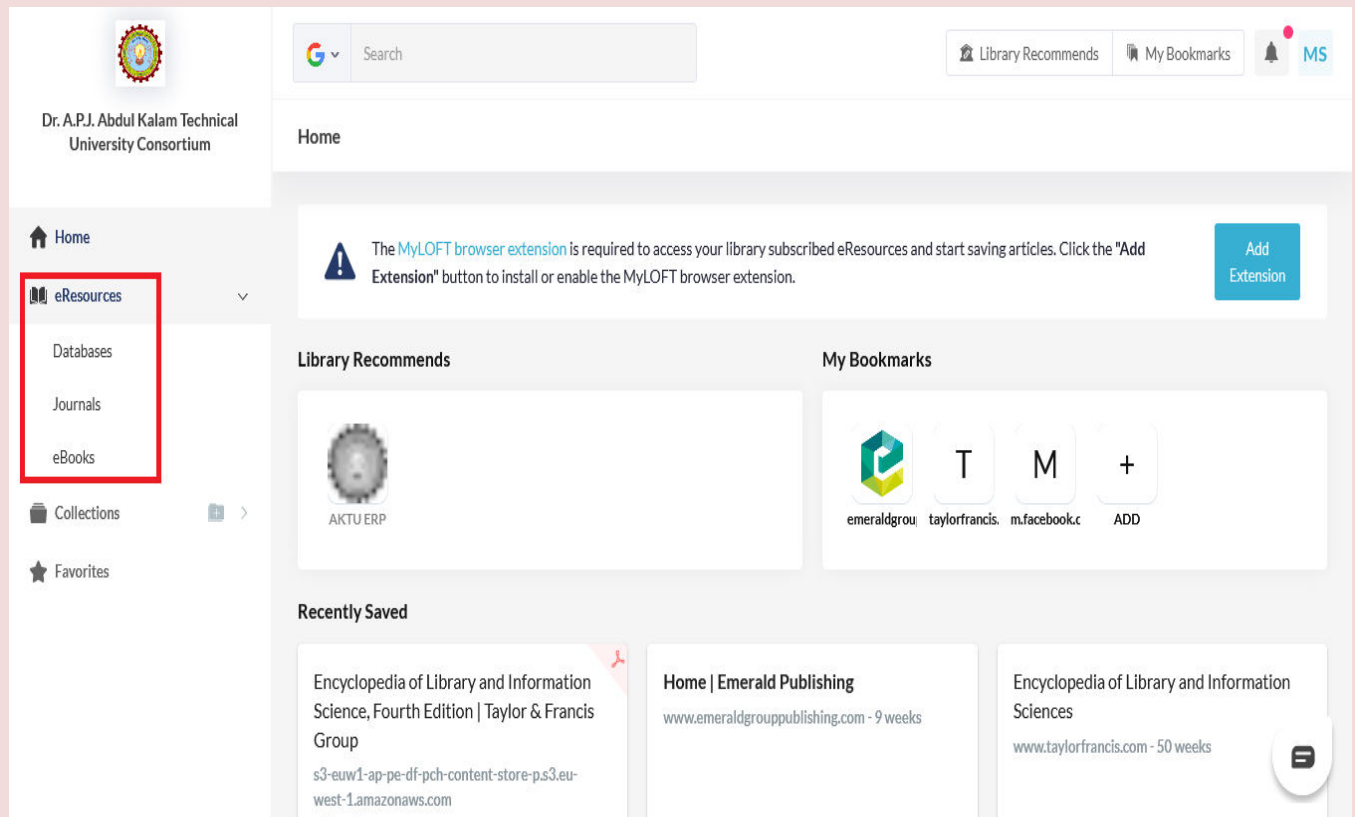 Search
Library Recommends
My Bookmarks
MS
Dr. A.P.J. Abdul Kalam Technical
University Consortium
Home
Home
eResources
Databases
Journals
eBooks
Collections
Favorites
The MyLOFT browser extension is required to access your library subscribed eResources and start saving articles. Click the "Add
Extension" button to install or enable the MyLOFT browser extension.
Add
Extension
Library Recommends
AKTU ERP
My Bookmarks
T
M
+
emeraldgrou
taylorfrancis.
m.facebook.c
ADD
Recently Saved
Encyclopedia of Library and Information
Science, Fourth Edition | Taylor & Francis
Group
s3-euw1-ap-pe-df-pch-content-store-p.s3.eu-
west-1.amazonaws.com
Home | Emerald Publishing
www.emeraldgrouppublishing.com - 9 weeks
Encyclopedia of Library and Information
Sciences
www.taylorfrancis.com - 50 weeks